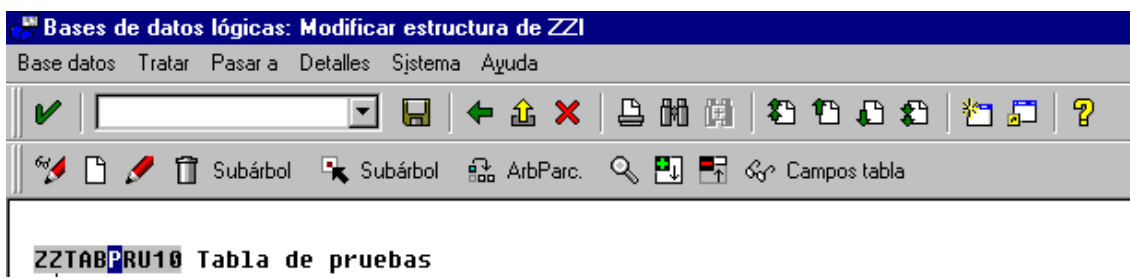 Bases de datos lógicas: Modificar estructura de ZZI
Base datos Tratar Pasar a Detalles Sistema Ayuda
Subárbol Subárbol ArbParc. Campos tabla
ZZTABPRU10 Tabla de pruebas